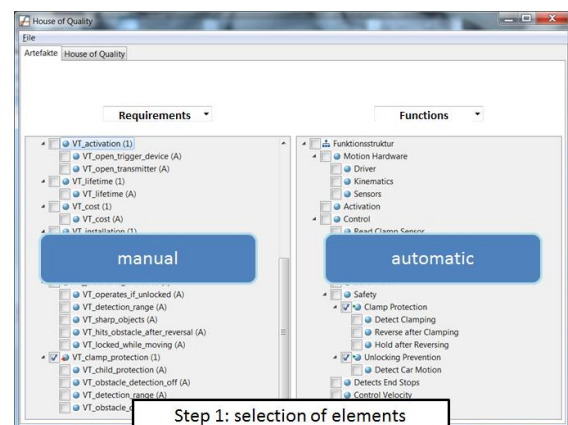 House of Quality
File
Artefakte House of Quality
Requirements
Functions
VT_activation (1)
VT_open_trigger_device (A)
VT_open_transmitter (A)
VT_lifetime (1)
VT_lifetime (A)
VT_cost (1)
VT_cost (A)
VT_installation (1)
manual
VT_operates_if_unlocked (A)
VT_detection_range (A)
VT_sharp_objects (A)
VT_hits_obstacle_after_reversal (A)
VT_locked_while_moving (A)
VT_clamp_protection (1)
VT_child_protection (A)
VT_obstacle_detection_off (A)
VT_detection_range (A)
VT_obstacle_
Funktionsstruktur
Motion Hardware
Driver
Kinematics
Sensors
Activation
Control
Read Clamp Sensor
automatic
Safety
Clamp Protection
Detect Clamping
Reverse after Clamping
Hold after Reversing
Unlocking Prevention
Detect Car Motion
Detects End Stops
Control Velocity
Step 1: selection of elements